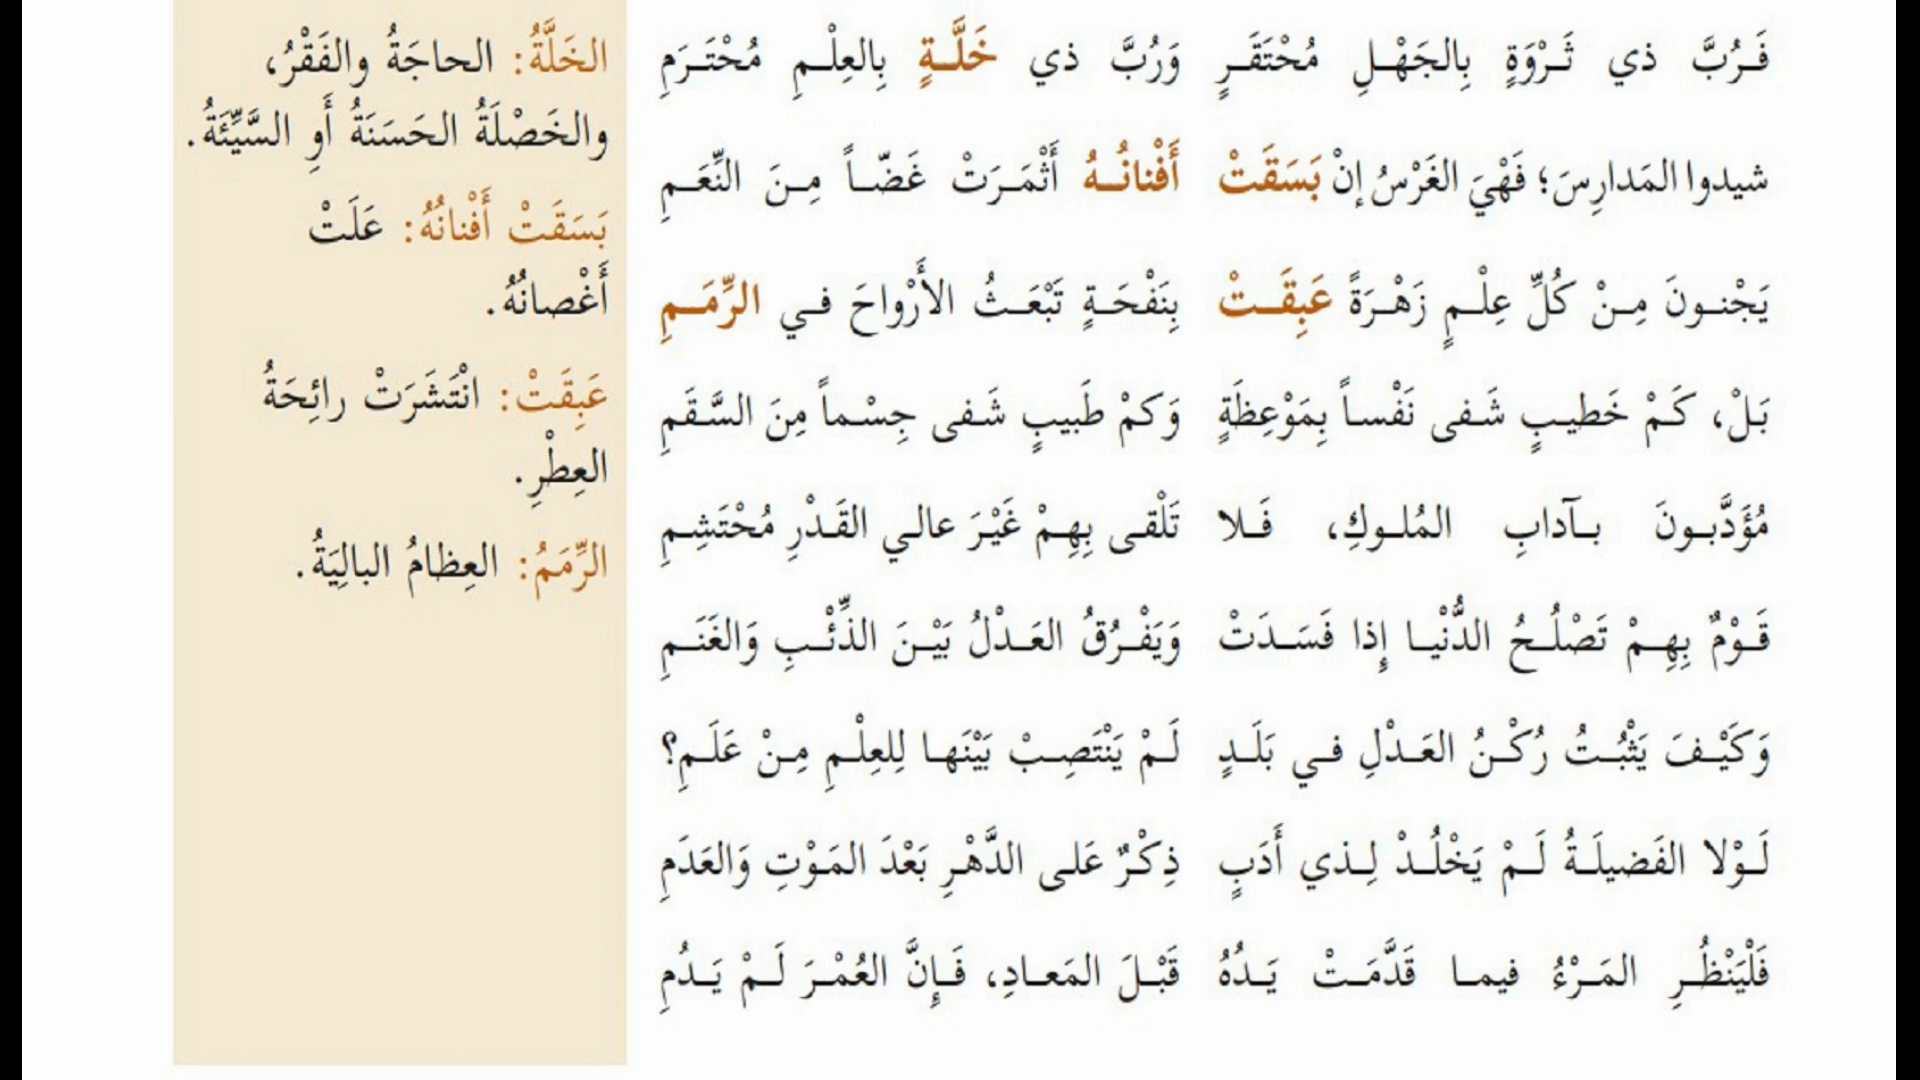 فَرُبَّ ذي ثَرْوَةٍ بِالجَهْلِ مُحْتَقَرٍ وَرُبَّ ذي خَلَّةٍ بِالعِلْمِ مُحْتَرَمِ
شيدوا المَدارِسَ؛ فَهْيَ الغَرْسُ إنْ بَسَقَتْ أَفْنانُهُ أَثْمَرَتْ غَضّاً مِنَ النِّعَمِ
يَجْنونَ مِنْ كُلِّ عِلْمٍ زَهْرَةً عَبِقَتْ بِنَفْحَةٍ تَبْعَثُ الأَرْواحَ في الرِّمَمِ
بَلْ، كَمْ خَطيبٍ شَفى نَفْساً بِمَوْعِظَةٍ وَكمْ طَبيبٍ شَفى جِسْماً مِنَ السَّقَمِ
مُؤَدَّبونَ بآدابِ المُلوكِ، فَلا تَلْقى بِهِمْ غَيْرَ عالي القَدْرِ مُحْتَشِمِ
قَوْمٌ بِهِمْ تَصْلُحُ الدُّنْيا إِذا فَسَدَتْ وَيَفْرُقُ العَدْلُ بَيْنَ الذِّئْبِ وَالغَنَمِ
وَكَيْفَ يَثْبُتُ رُكْنُ العَدْلِ في بَلَدٍ لَمْ يَنْتَصِبْ بَيْنَها لِلعِلْمِ مِنْ عَلَمِ؟
لَوْلا الفَضيلَةُ لَمْ يَخْلُدْ لِذي أَدَبٍ ذِكْرٌ عَلى الدَّهْرِ بَعْدَ المَوْتِ وَالعَدَمِ
فَلْيَنْظُرِ المَرْءُ فيما قَدَّمَتْ يَدُهُ قَبْلَ المَعادِ، فَإِنَّ العُمْرَ لَمْ يَدُمِ
الخَلَّةُ: الحاجَةُ والفَقْرُ،
والخَصْلَةُ الحَسَنَةُ أَوِ السَّيِّئَةُ.
بَسَقَتْ أَفْنانُهُ: عَلَتْ
أَغْصانُهُ.
عَبِقَتْ: انْتَشَرَتْ رائِحَةُ
العِطْرِ.
الرِّمَمُ: العِظامُ البالِيَةُ.